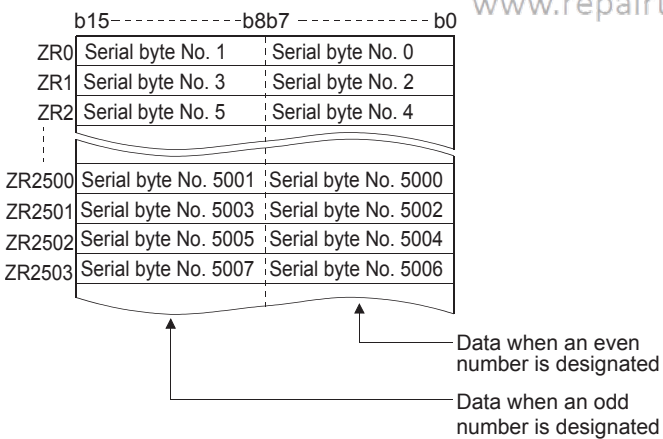 www.repairu
b15 b8b7 b0
ZR0 Serial byte No. 1 Serial byte No. 0
ZR1 Serial byte No. 3 Serial byte No. 2
ZR2 Serial byte No. 5 Serial byte No. 4
ZR2500 Serial byte No. 5001 Serial byte No. 5000
ZR2501 Serial byte No. 5003 Serial byte No. 5002
ZR2502 Serial byte No. 5005 Serial byte No. 5004
ZR2503 Serial byte No. 5007 Serial byte No. 5006
Data when an even
number is designated
Data when an odd
number is designated